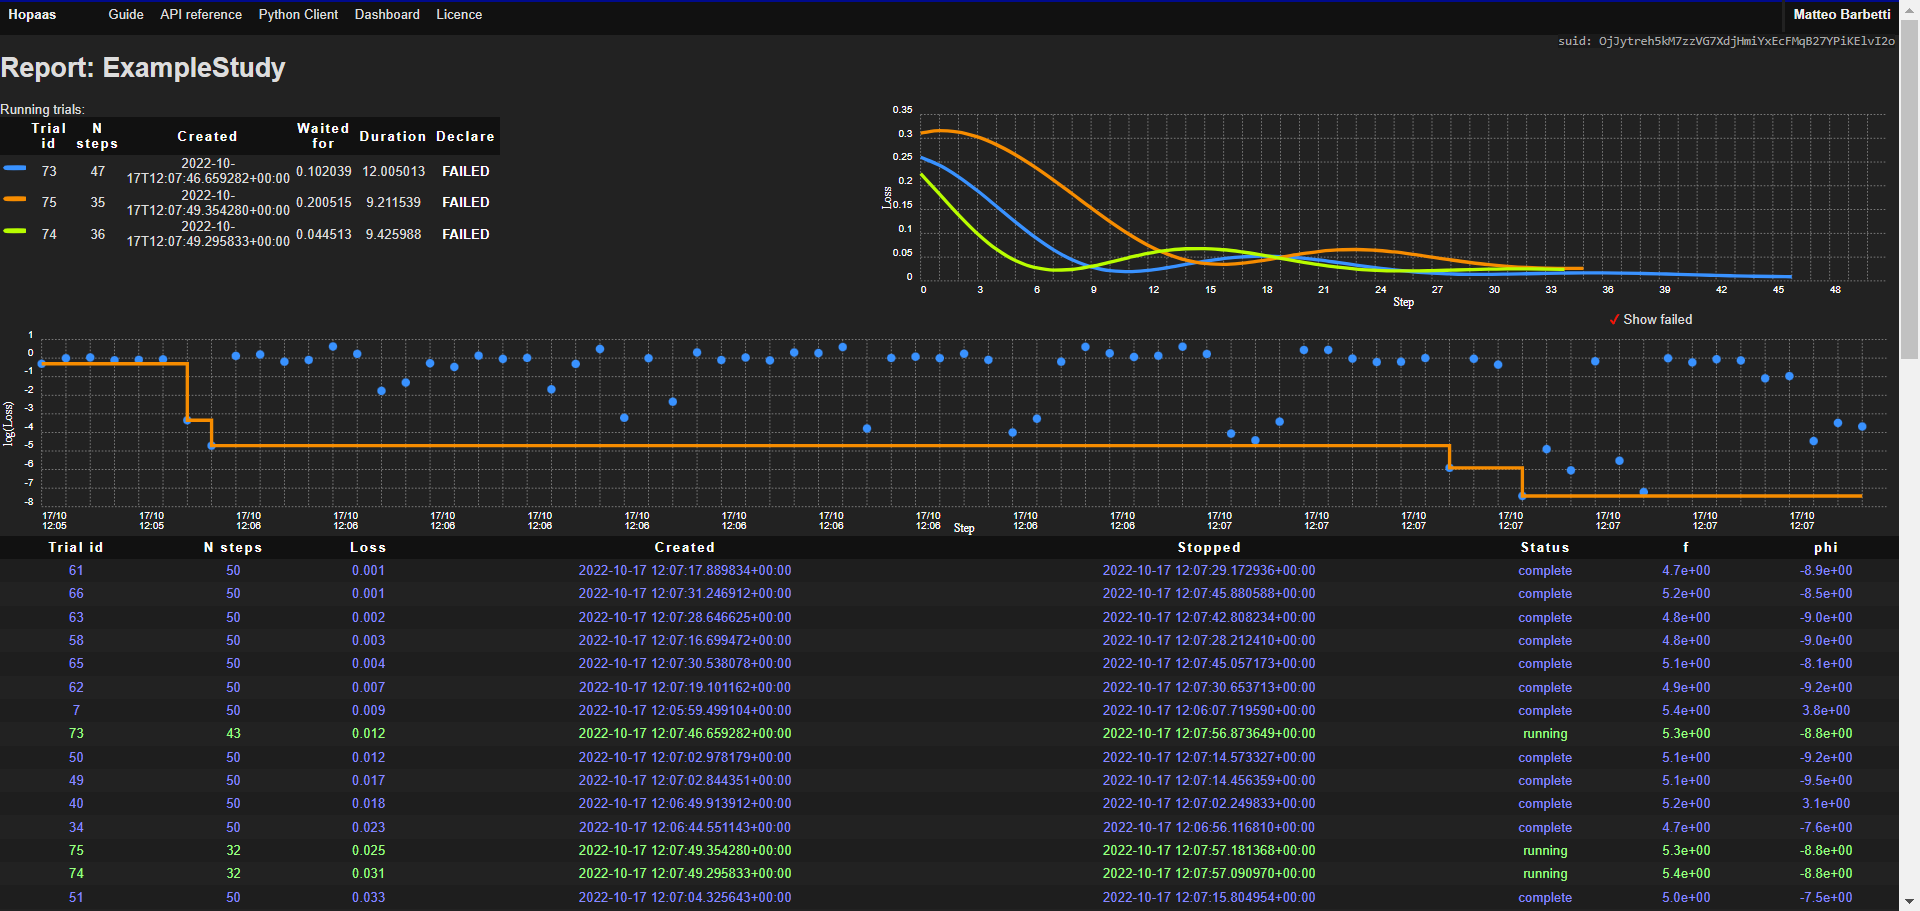 Hopaas Guide API reference Python Client Dashboard Licence Matteo Barbetti
suid: OjJytreh5kM7zzVG7XdjHmiYxEcFMqB27YPiKElvI2o
Report: ExampleStudy
Running trials:
Trial id N steps Created Waited for Duration Declare
73 47 2022-10-17T12:07:46.659282+00:00 0.102039 12.005013 FAILED
75 35 2022-10-17T12:07:49.354280+00:00 0.200515 9.211539 FAILED
74 36 2022-10-17T12:07:49.295833+00:00 0.044513 9.425988 FAILED
0.35
0.3
0.25
0.2
0.15
0.1
0.05
0
Loss
0 3 6 9 12 15 18 21 24 27 30 33 36 39 42 45 48
Step
✓ Show failed
1
0
-1
-2
-3
-4
-5
-6
-7
-8
log(Loss)
17/10 17/10 17/10 17/10 17/10 17/10 17/10 17/10 17/10 17/10 17/10 17/10 17/10 17/10 17/10 17/10 17/10 17/10 17/10
12:05 12:05 12:06 12:06 12:06 12:06 12:06 12:06 12:06 12:06 12:06 12:06 12:07 12:07 12:07 12:07 12:07 12:07 12:07
Step
Trial id N steps Loss Created Stopped Status f phi
61 50 0.001 2022-10-17 12:07:17.889834+00:00 2022-10-17 12:07:29.172936+00:00 complete 4.7e+00 -8.9e+00
66 50 0.001 2022-10-17 12:07:31.246912+00:00 2022-10-17 12:07:45.880588+00:00 complete 5.2e+00 -8.5e+00
63 50 0.002 2022-10-17 12:07:28.646625+00:00 2022-10-17 12:07:42.808234+00:00 complete 4.8e+00 -9.0e+00
58 50 0.003 2022-10-17 12:07:16.699472+00:00 2022-10-17 12:07:28.212410+00:00 complete 4.8e+00 -9.0e+00
65 50 0.004 2022-10-17 12:07:30.538078+00:00 2022-10-17 12:07:45.057173+00:00 complete 5.1e+00 -8.1e+00
62 50 0.007 2022-10-17 12:07:19.101162+00:00 2022-10-17 12:07:30.653713+00:00 complete 4.9e+00 -9.2e+00
7 50 0.009 2022-10-17 12:05:59.499104+00:00 2022-10-17 12:06:07.719590+00:00 complete 5.4e+00 3.8e+00
73 43 0.012 2022-10-17 12:07:46.659282+00:00 2022-10-17 12:07:56.873649+00:00 running 5.3e+00 -8.8e+00
50 50 0.012 2022-10-17 12:07:02.978179+00:00 2022-10-17 12:07:14.573327+00:00 complete 5.1e+00 -9.2e+00
49 50 0.017 2022-10-17 12:07:02.844351+00:00 2022-10-17 12:07:14.456359+00:00 complete 5.1e+00 -9.5e+00
40 50 0.018 2022-10-17 12:06:49.913912+00:00 2022-10-17 12:07:02.249833+00:00 complete 5.2e+00 3.1e+00
34 50 0.023 2022-10-17 12:06:44.551143+00:00 2022-10-17 12:06:56.116810+00:00 complete 4.7e+00 -7.6e+00
75 32 0.025 2022-10-17 12:07:49.354280+00:00 2022-10-17 12:07:57.181368+00:00 running 5.3e+00 -8.8e+00
74 32 0.031 2022-10-17 12:07:49.295833+00:00 2022-10-17 12:07:57.090970+00:00 running 5.4e+00 -8.8e+00
51 50 0.033 2022-10-17 12:07:04.325643+00:00 2022-10-17 12:07:15.804954+00:00 complete 5.0e+00 -7.5e+00